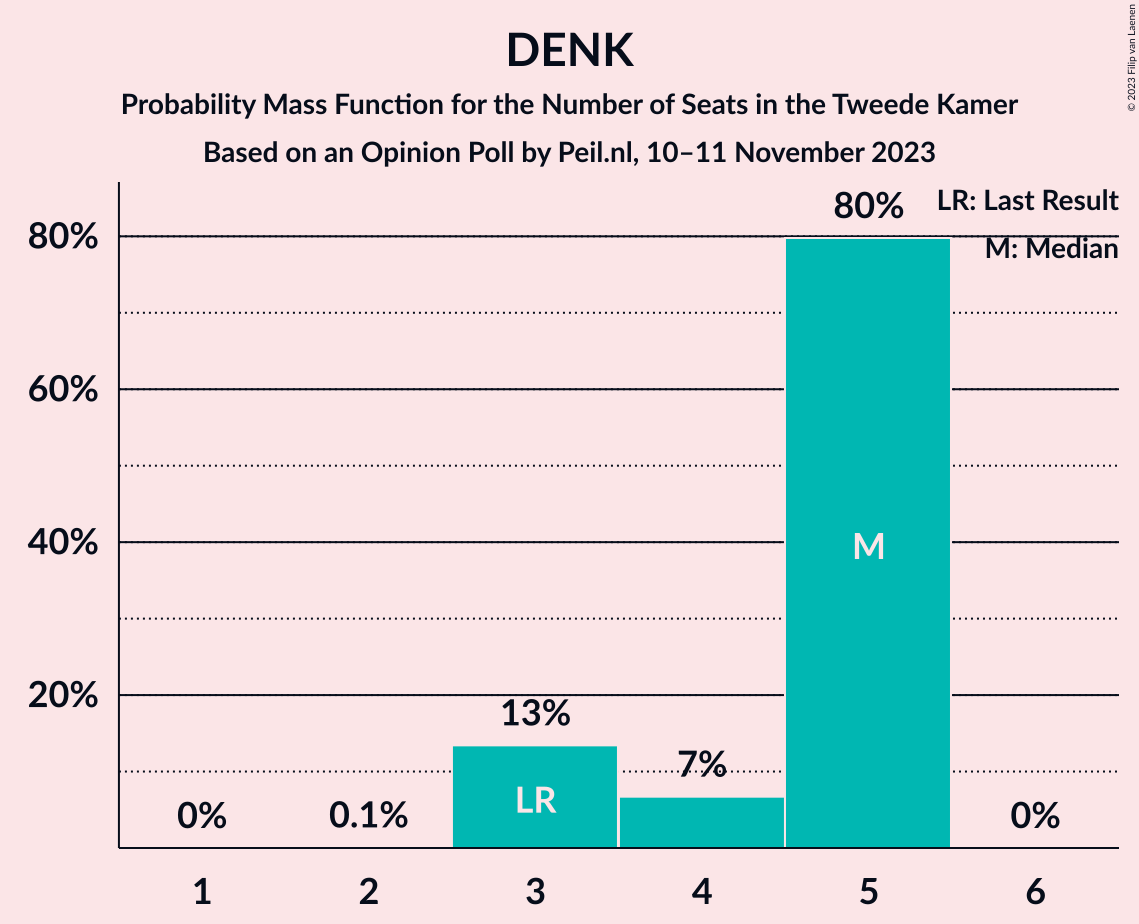 DENK
Probability Mass Function for the Number of Seats in the Tweede Kamer
Based on an Opinion Poll by Peil.nl, 10–11 November 2023
© 2023 Filip van Laenen
LR: Last Result
M: Median
80%
60%
40%
20%
0%
0.1%
13%
7%
80%
0%
LR
M
1 2 3 4 5 6